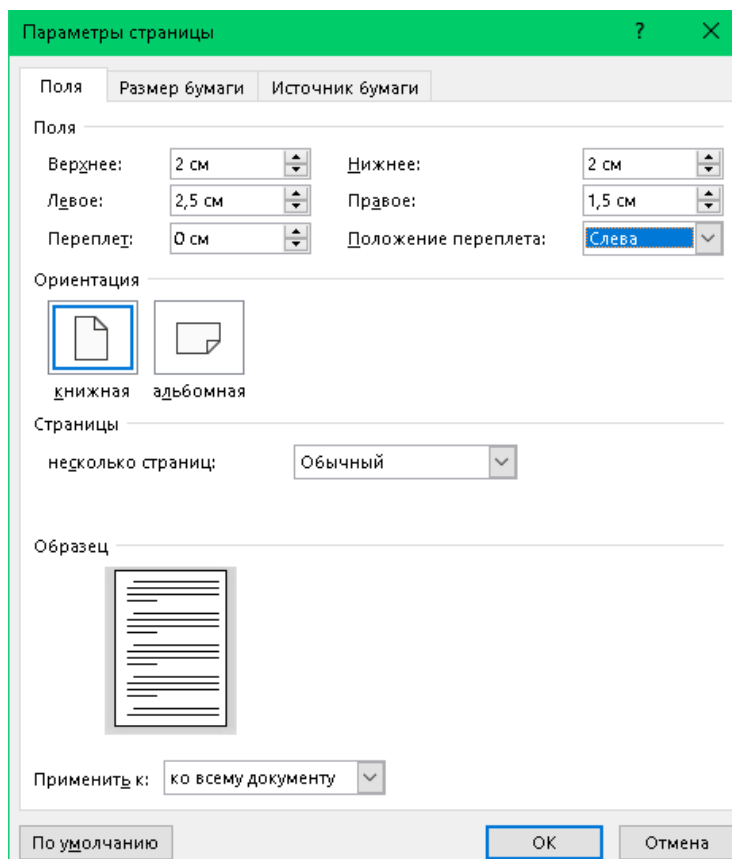 Параметры страницы ?
Поля Размер бумаги Источник бумаги
Поля
Верхнее: 2 см Нижнее: 2 см
Левое: 2,5 см Правое: 1,5 см
Переплет: 0 см Положение переплета: Слева
Ориентация
книжная альбомная
Страницы
несколько страниц: Обычный
Образец
Применить к: ко всему документу
По умолчанию ОК Отмена